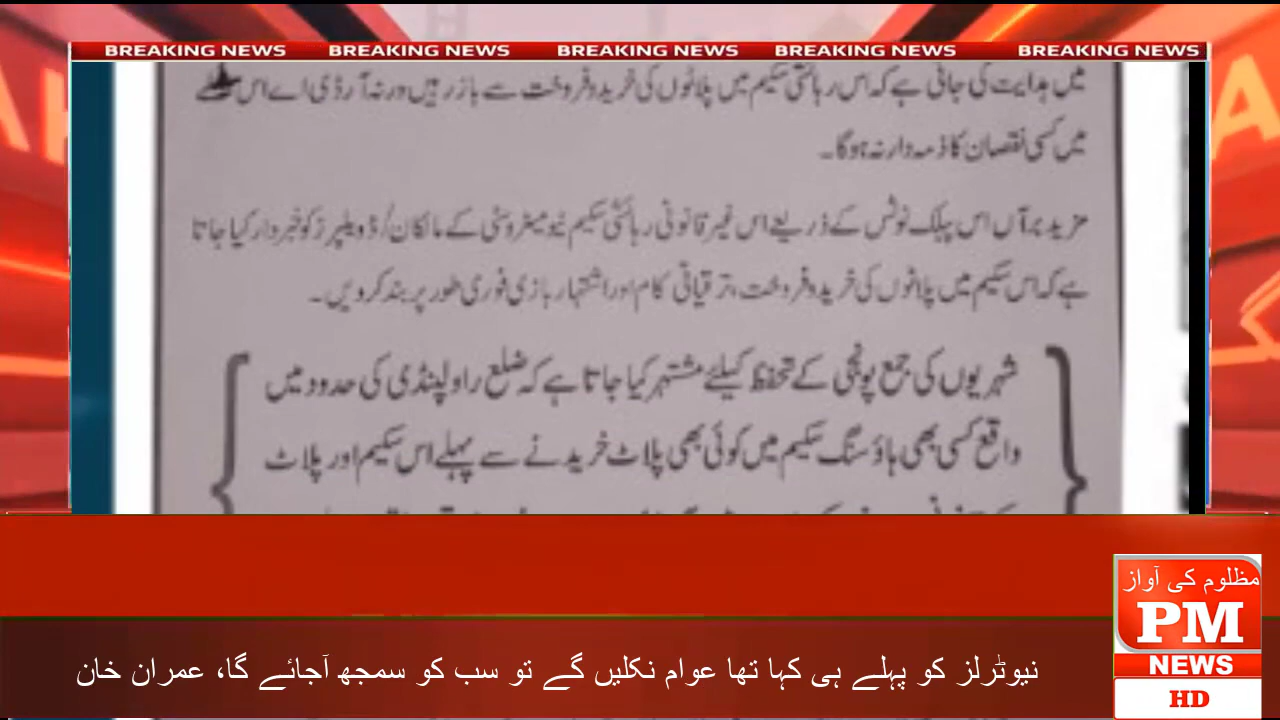 BREAKING NEWS BREAKING NEWS BREAKING NEWS BREAKING NEWS BREAKING NEWS
میں ہدایت کی جاتی ہے کہ اس رہائشی سکیم میں پلاٹوں کی خرید و فروخت سے باز رہیں ورنہ آر ڈی اے اس سلسلے
میں کسی نقصان کا ذمہ دار نہ ہوگا۔
مزید برآں اس پبلک نوٹس کے ذریعے اس غیر قانونی رہائشی سکیم نیو میٹرو سٹی کے مالکان/ڈویلپرز کو خبردار کیا جاتا
ہے کہ اس سکیم میں پلاٹوں کی خرید و فروخت، ترقیاتی کام اور اشتہار بازی فوری طور پر بند کر دیں۔
شہریوں کی جمع پونجی کے تحفظ کیلئے مشتہر کیا جاتا ہے کہ ضلع راولپنڈی کی حدود میں
واقع کسی بھی ہاؤسنگ سکیم میں کوئی بھی پلاٹ خریدنے سے پہلے اس سکیم اور پلاٹ
مظلوم کی آواز
PM
NEWS
HD
نیوٹرلز کو پہلے ہی کہا تھا عوام نکلیں گے تو سب کو سمجھ آجائے گا، عمران خان